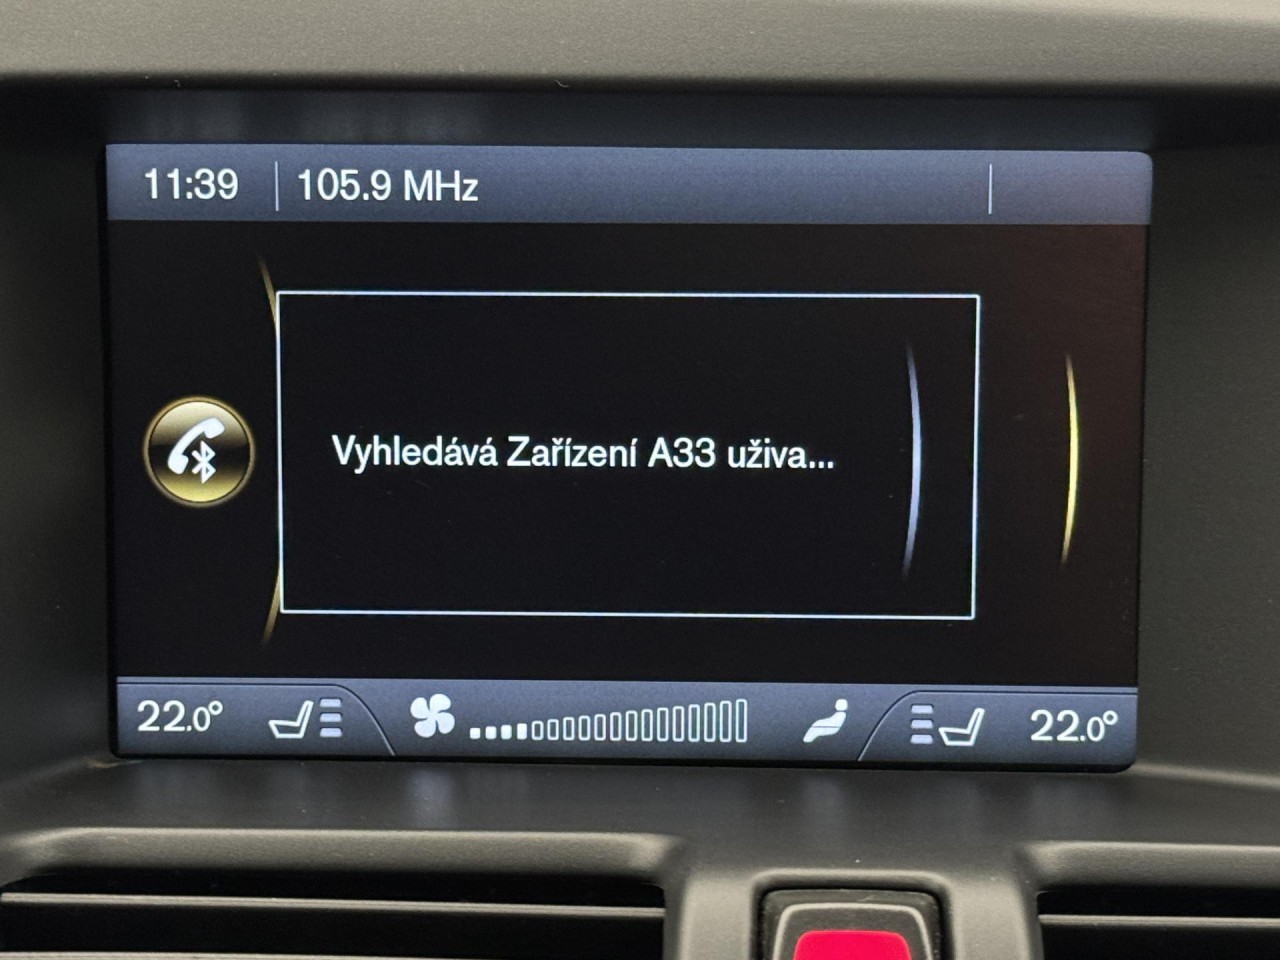 11:39 105.9 MHz
Vyhledává Zařízení A33 uživa...
22.0° 22.0°